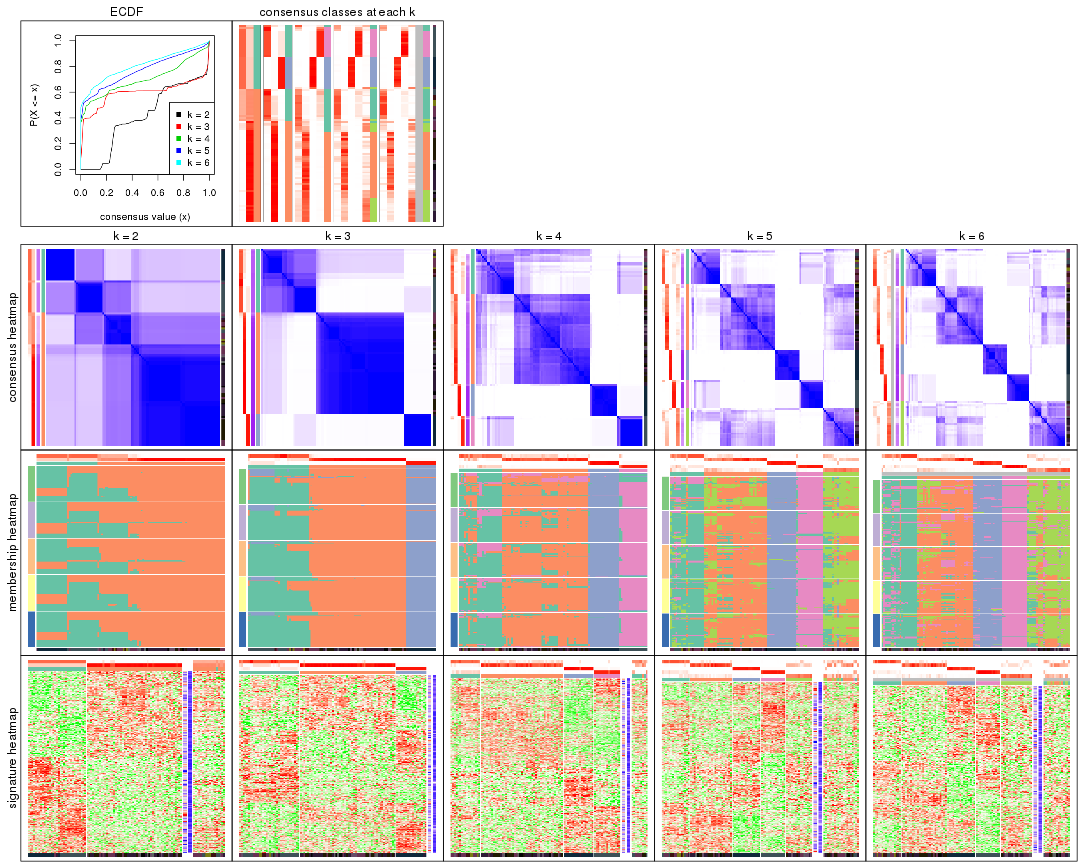 ECDF
consensus classes at each k
P(X <= x)
0.0 0.2 0.4 0.6 0.8 1.0
k = 2
k = 3
k = 4
k = 5
k = 6
0.0 0.2 0.4 0.6 0.8 1.0
consensus value (x)
k = 2
k = 3
k = 4
k = 5
k = 6
consensus heatmap
membership heatmap
signature heatmap